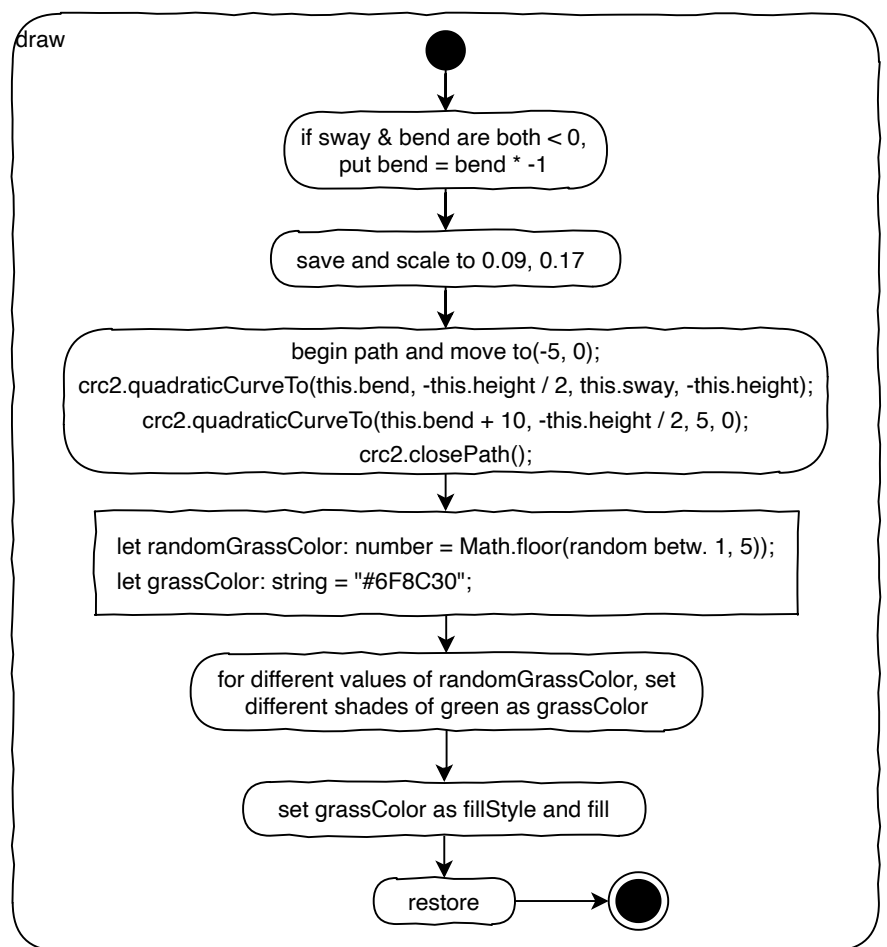 draw
if sway & bend are both < 0,
put bend = bend * -1
save and scale to 0.09, 0.17
begin path and move to(-5, 0);
crc2.quadraticCurveTo(this.bend, -this.height / 2, this.sway, -this.height);
crc2.quadraticCurveTo(this.bend + 10, -this.height / 2, 5, 0);
crc2.closePath();
let randomGrassColor: number = Math.floor(random betw. 1, 5));
let grassColor: string = "#6F8C30";
for different values of randomGrassColor, set
different shades of green as grassColor
set grassColor as fillStyle and fill
restore